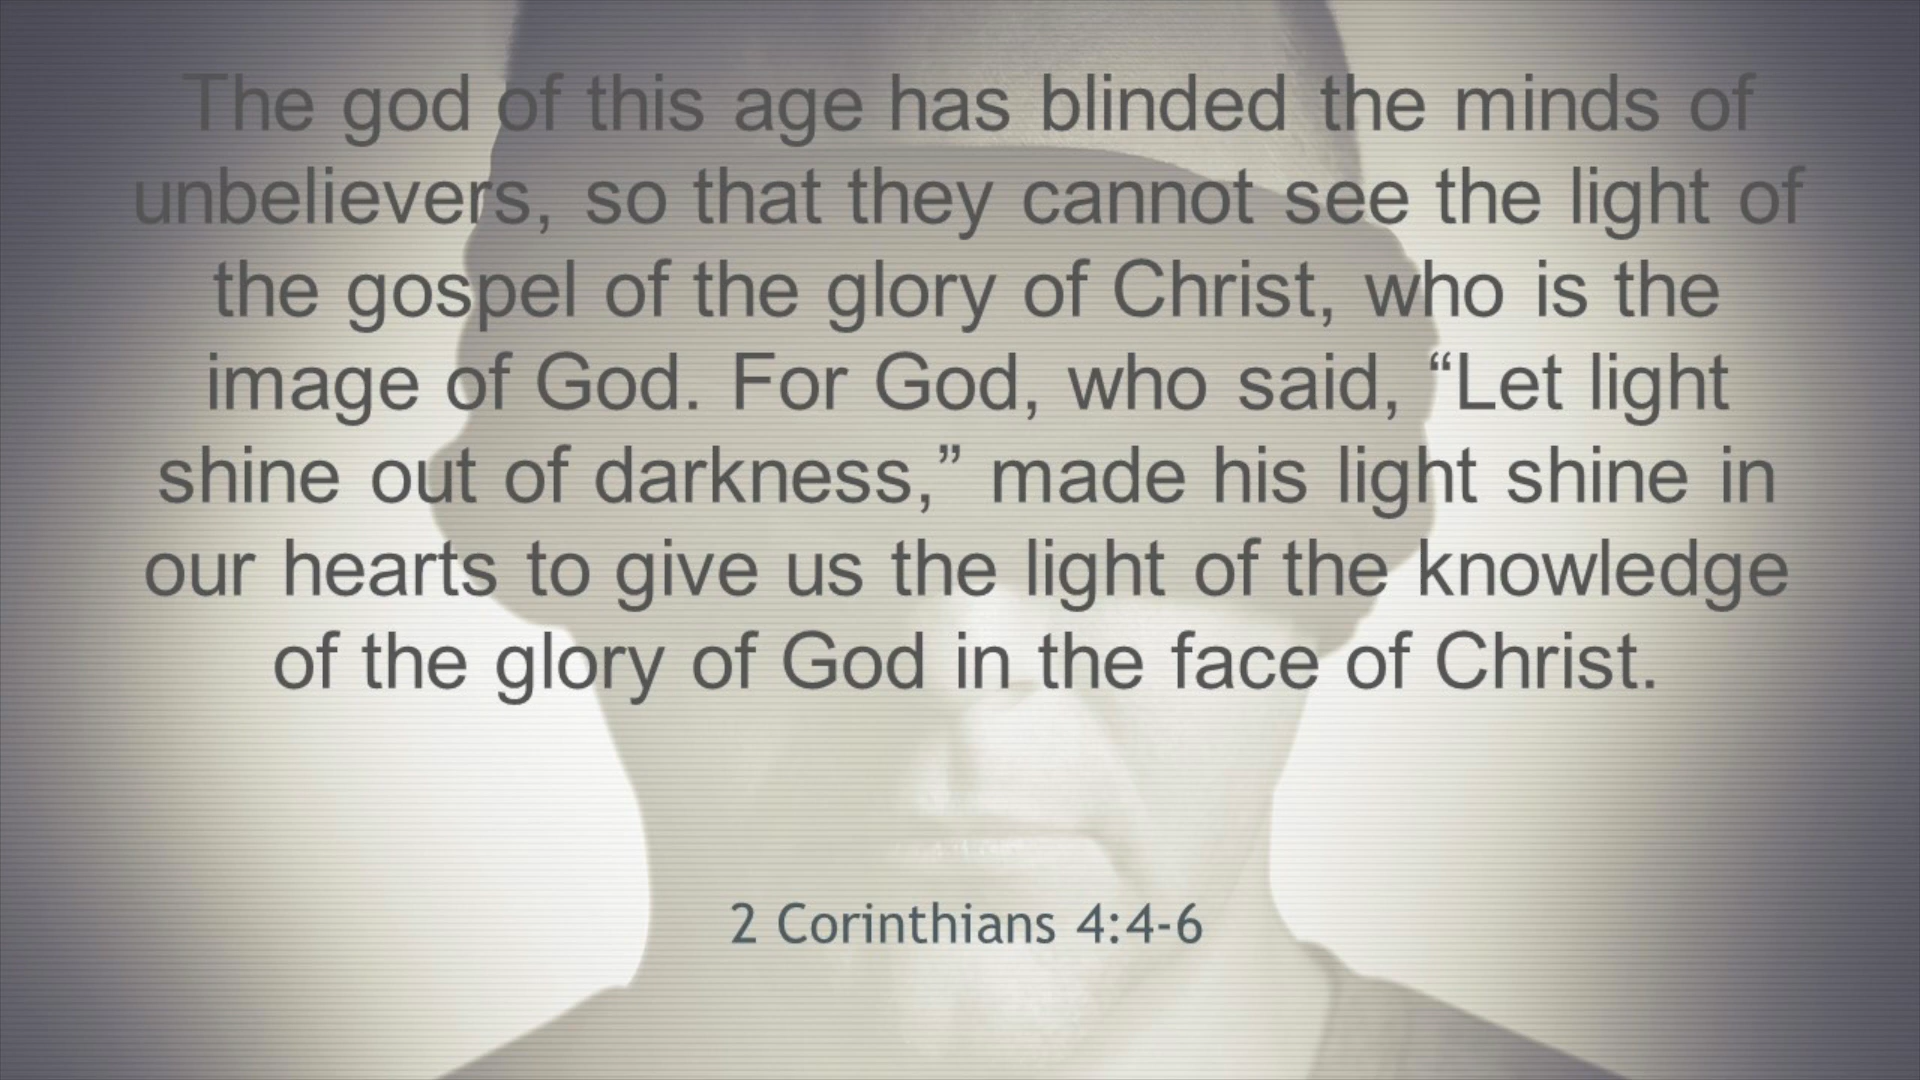 The god of this age has blinded the minds of
unbelievers, so that they cannot see the light of
the gospel of the glory of Christ, who is the
image of God. For God, who said, “Let light
shine out of darkness,” made his light shine in
our hearts to give us the light of the knowledge
of the glory of God in the face of Christ.
2 Corinthians 4:4-6